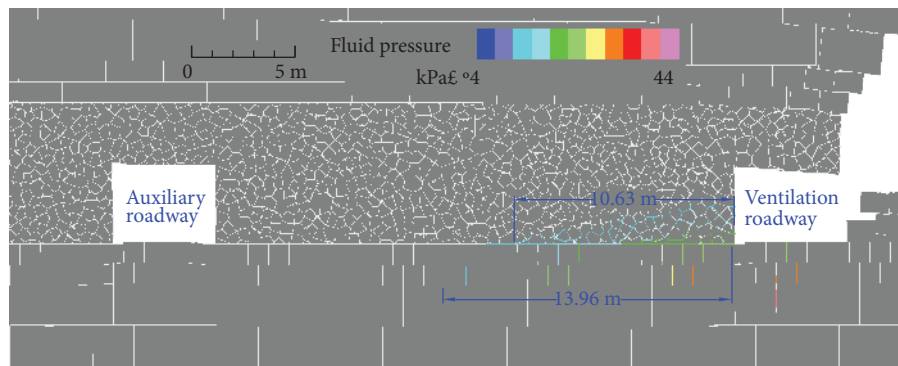 Fluid pressure
0
5 m
kPa£ º4
44
Auxiliary
roadway
10.63 m
Ventilation
roadway
13.96 m